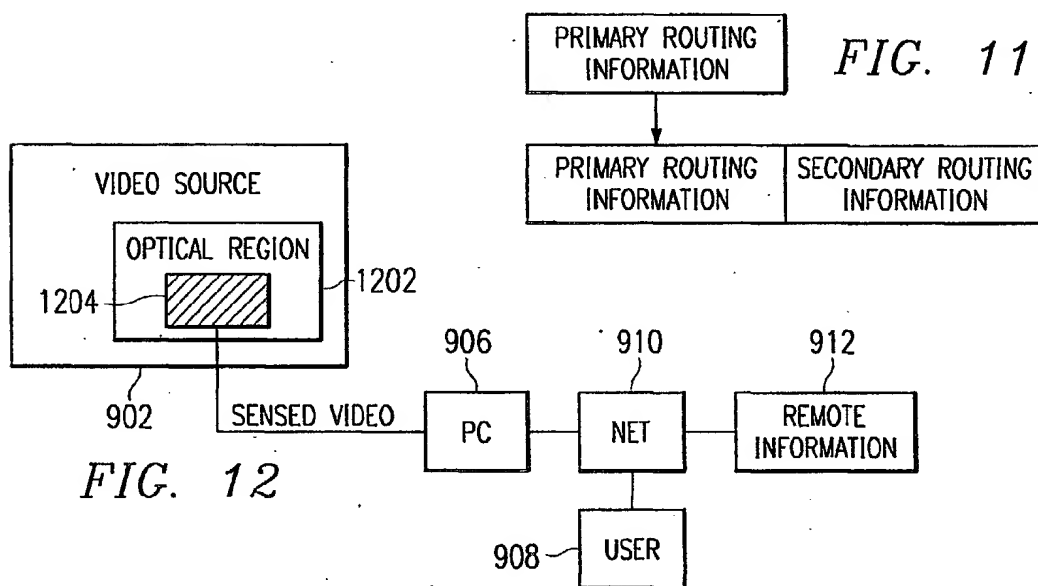 PRIMARY ROUTING
INFORMATION
FIG. 11
PRIMARY ROUTING
INFORMATION
SECONDARY ROUTING
INFORMATION
VIDEO SOURCE
OPTICAL REGION
1204
1202
902
SENSED VIDEO
906
PC
910
NET
912
REMOTE
INFORMATION
908
USER
FIG. 12